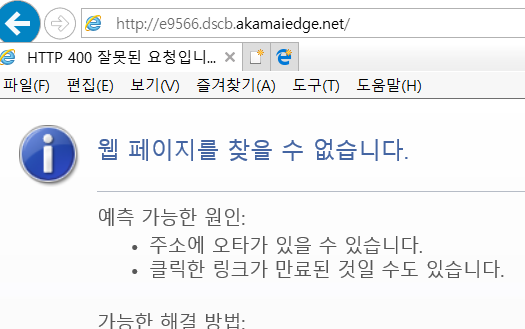 http://e9566.dscb.akamaiedge.net/
HTTP 400 잘못된 요청입니...
파일(F) 편집(E) 보기(V) 즐겨찾기(A) 도구(T) 도움말(H)
웹 페이지를 찾을 수 없습니다.
예측 가능한 원인:
• 주소에 오타가 있을 수 있습니다.
• 클릭한 링크가 만료된 것일 수도 있습니다.
가능한 해결 방법: